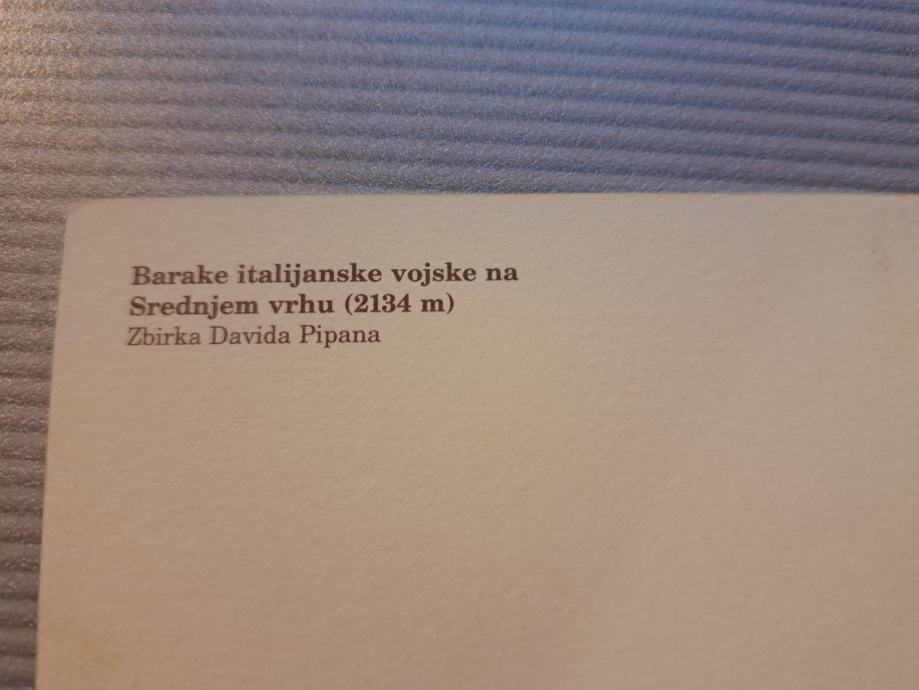 Barake italijanske vojske na
Srednjem vrhu (2134 m)
Zbirka Davida Pipana